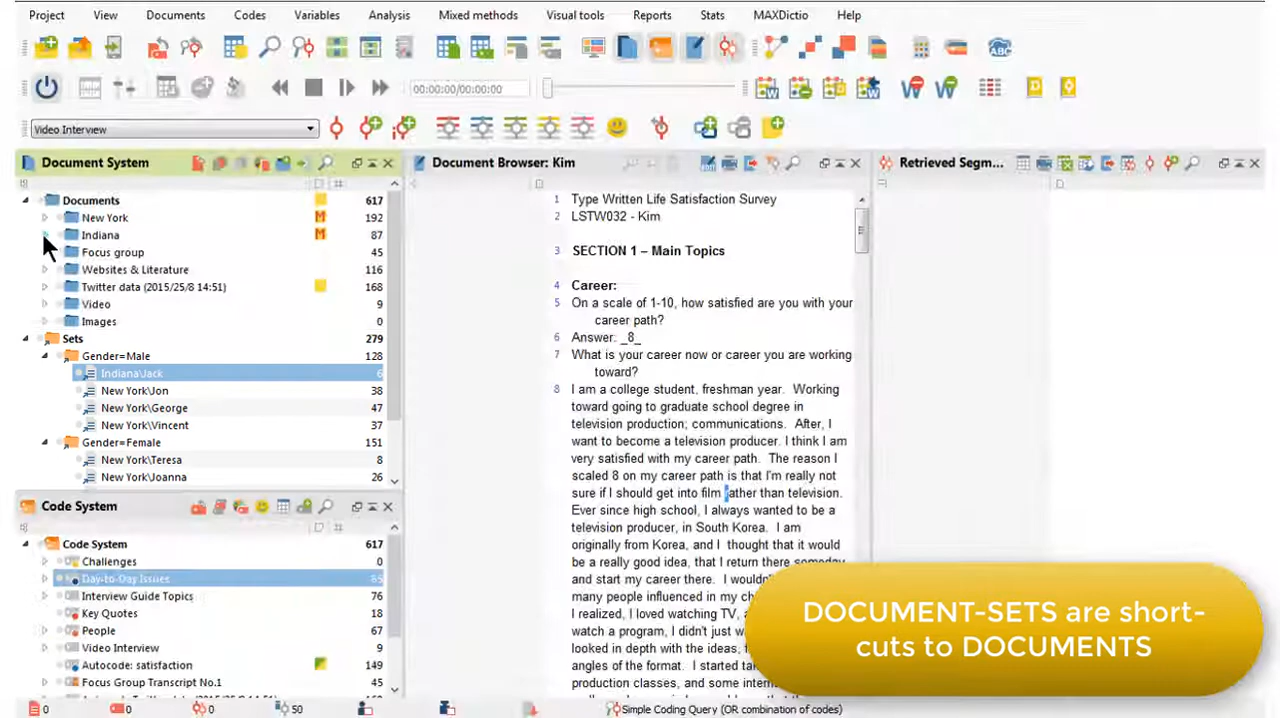 Project View Documents Codes Variables Analysis Mixed methods Visual tools Reports Stats MAXDictio Help
ABC
00:00:00/00:00:00
Video Interview
Document System
Documents 617
New York M 192
Indiana M 87
Focus group 45
Websites & Literature 116
Twitter data (2015/25/8 14:51) 168
Video 9
Images 0
Sets 279
Gender=Male 128
Indiana\Jack 6
New York\Jon 38
New York\George 47
New York\Vincent 37
Gender=Female 151
New York\Teresa 8
New York\Joanna 26
Code System
Code System 617
Challenges 0
Day-to-Day Issues 65
Interview Guide Topics 76
Key Quotes 18
People 67
Video Interview 9
Autocode: satisfaction 149
Focus Group Transcript No.1
Document Browser: Kim
1 Type Written Life Satisfaction Survey
2 LSTW032 - Kim
3 SECTION 1 – Main Topics
4 Career:
5 On a scale of 1-10, how satisfied are you with your
career path?
6 Answer: _8_
7 What is your career now or career you are working
toward?
8 I am a college student, freshman year. Working
toward going to graduate school degree in
television production; communications. After, I
want to become a television producer. I think I am
very satisfied with my career path. The reason I
scaled 8 on my career path is that I'm really not
sure if I should get into film rather than television.
Ever since high school, I always wanted to be a
television producer, in South Korea. I am
originally from Korea, and I thought that it would
be a really good idea, that I return there someday
and start my career there. I wouldn'
many people influenced in my ch
I realized, I loved watching TV, a
watch a program, I didn't just w
looked in depth with the ideas, f
angles of the format. I started ta
production classes, and some inter
Retrieved Segm...
DOCUMENT-SETS are short-
cuts to DOCUMENTS
0 0 0 50 Simple Coding Query (OR combination of codes)